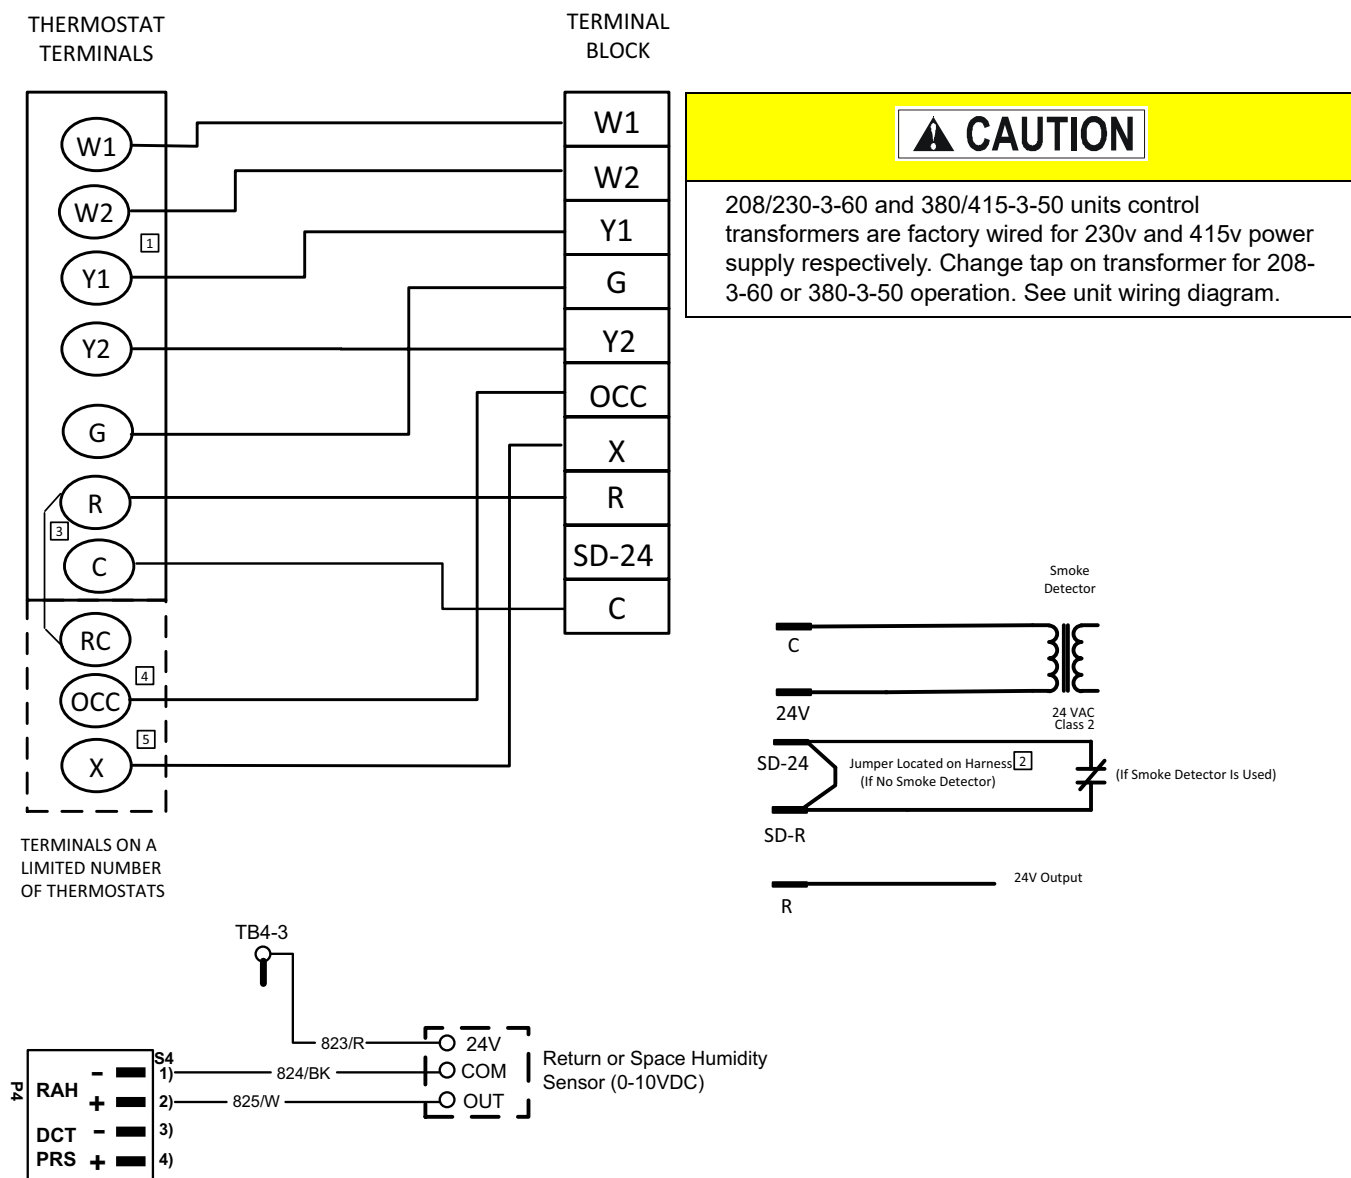 THERMOSTAT
TERMINALS
TERMINAL
BLOCK
W1
W2
1
Y1
Y2
G
R
3
C
RC
4
OCC
5
X
TERMINALS ON A
LIMITED NUMBER
OF THERMOSTATS
W1
W2
Y1
G
Y2
OCC
X
R
SD-24
C
CAUTION
208/230-3-60 and 380/415-3-50 units control
transformers are factory wired for 230v and 415v power
supply respectively. Change tap on transformer for 208-
3-60 or 380-3-50 operation. See unit wiring diagram.
Smoke
Detector
C
24V
24 VAC
Class 2
SD-24
Jumper Located on Harness 2
(If No Smoke Detector)
(If Smoke Detector Is Used)
SD-R
24V Output
R
TB4-3
823/R
24V
824/BK
COM
825/W
OUT
Return or Space Humidity
Sensor (0-10VDC)
P4
S4
RAH
- 1)
+ 2)
DCT - 3)
PRS + 4)